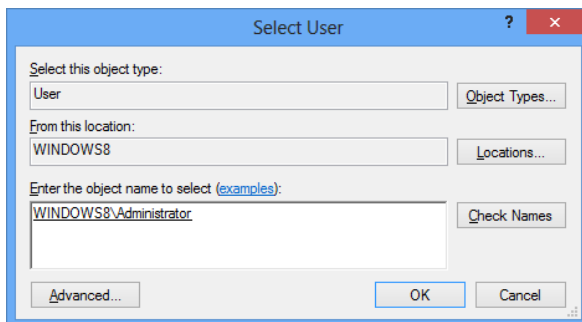 Select User
?
x
Select this object type:
User
Object Types...
From this location:
WINDOWS8
Locations...
Enter the object name to select (examples):
WINDOWS8\Administrator
Check Names
Advanced...
OK
Cancel